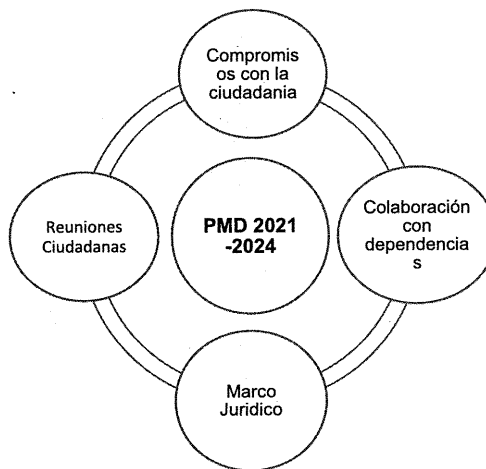 Compromis
os con la
ciudadania
Reuniones
Ciudadanas
PMD 2021
-2024
Colaboración
con
dependencia
s
Marco
Juridico